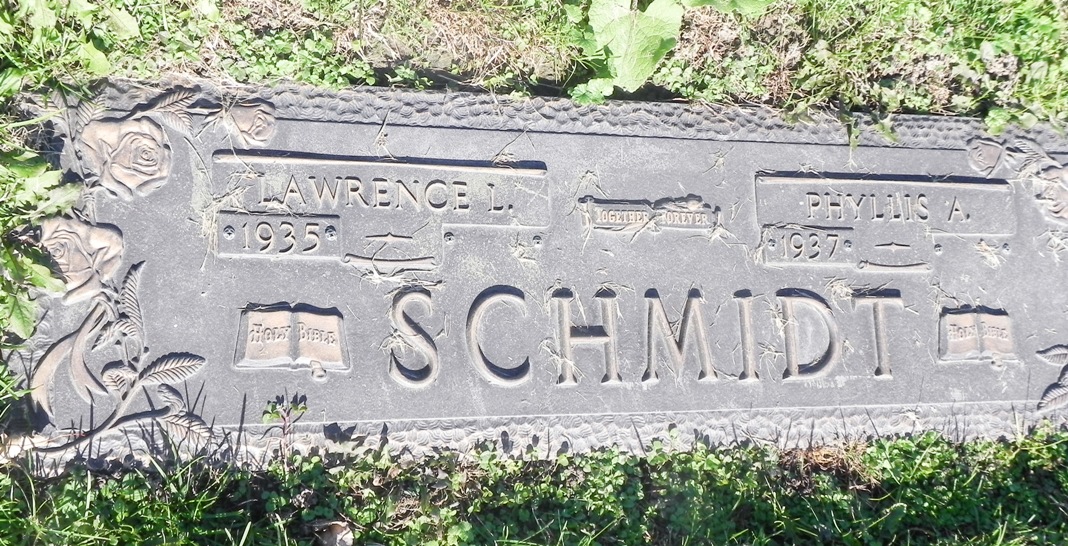 LAWRENCE L.
1935
TOGETHER FOREVER
PHYLLIS A.
1937
SCHMIDT
HOLY BIBLE
HOLY BIBLE